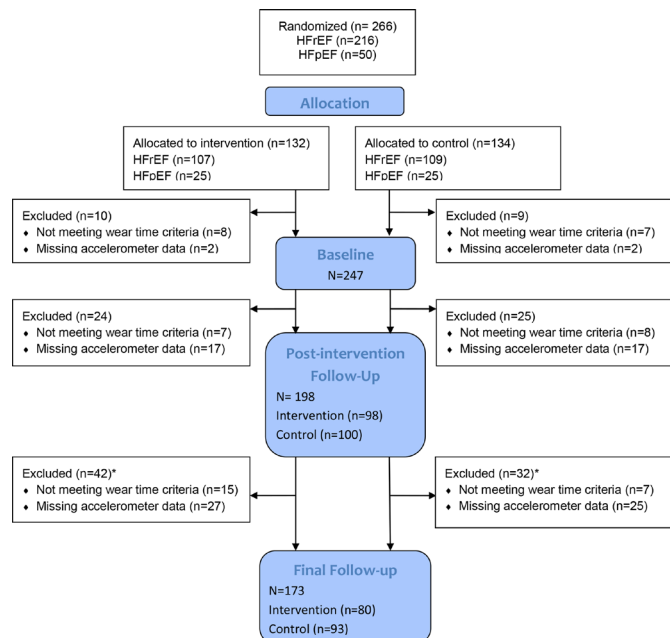 Randomized (n= 266)
HFrEF (n=216)
HFpEF (n=50)
Allocation
Allocated to intervention (n=132)
HFrEF (n=107)
HFpEF (n=25)
Allocated to control (n=134)
HFrEF (n=109)
HFpEF (n=25)
Excluded (n=10)
♦ Not meeting wear time criteria (n=8)
♦ Missing accelerometer data (n=2)
Excluded (n=9)
♦ Not meeting wear time criteria (n=7)
♦ Missing accelerometer data (n=2)
Baseline
N=247
Excluded (n=24)
♦ Not meeting wear time criteria (n=7)
♦ Missing accelerometer data (n=17)
Excluded (n=25)
♦ Not meeting wear time criteria (n=8)
♦ Missing accelerometer data (n=17)
Post-intervention
Follow-Up
N= 198
Intervention (n=98)
Control (n=100)
Excluded (n=42)*
♦ Not meeting wear time criteria (n=15)
♦ Missing accelerometer data (n=27)
Excluded (n=32)*
♦ Not meeting wear time criteria (n=7)
♦ Missing accelerometer data (n=25)
Final Follow-up
N=173
Intervention (n=80)
Control (n=93)